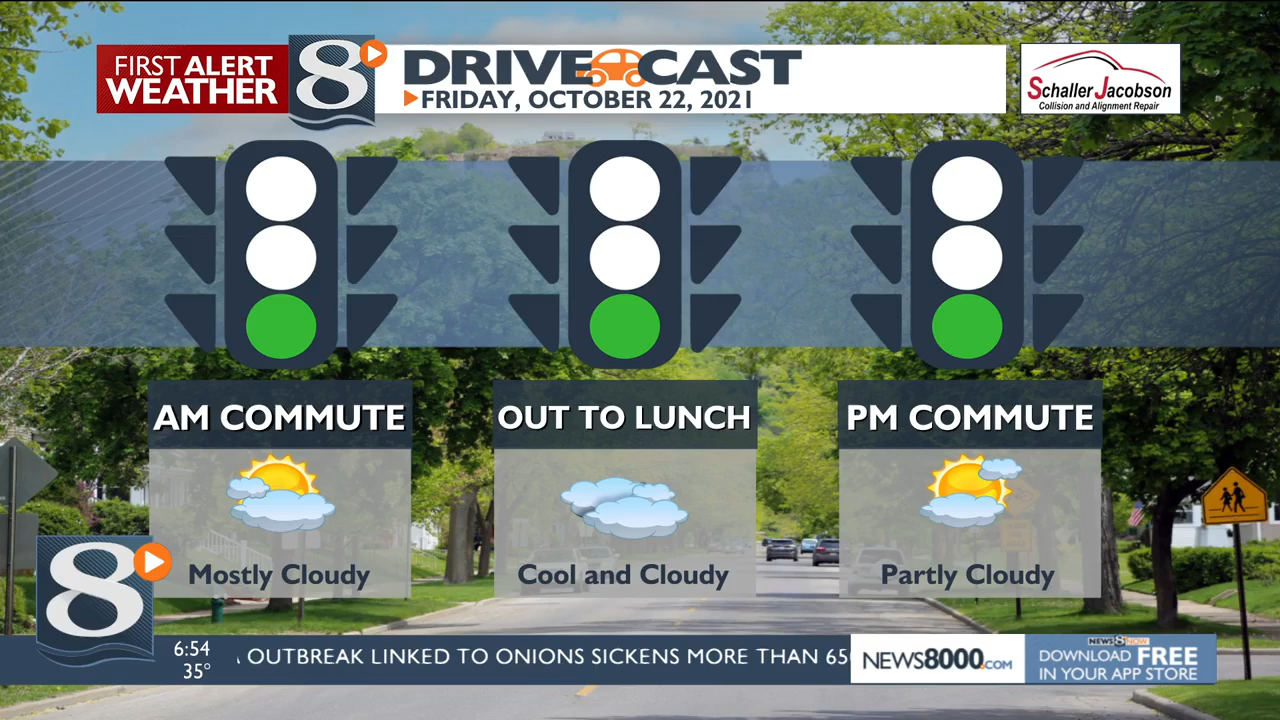 FIRST ALERT
WEATHER
8
DRIVE CAST
FRIDAY, OCTOBER 22, 2021
Schaller Jacobson
Collision and Alignment Repair
AM COMMUTE
OUT TO LUNCH
PM COMMUTE
Mostly Cloudy
Cool and Cloudy
Partly Cloudy
8
6:54
35°
OUTBREAK LINKED TO ONIONS SICKENS MORE THAN 65
NEWS8000.COM
NEWS 8 NOW
DOWNLOAD FREE
IN YOUR APP STORE